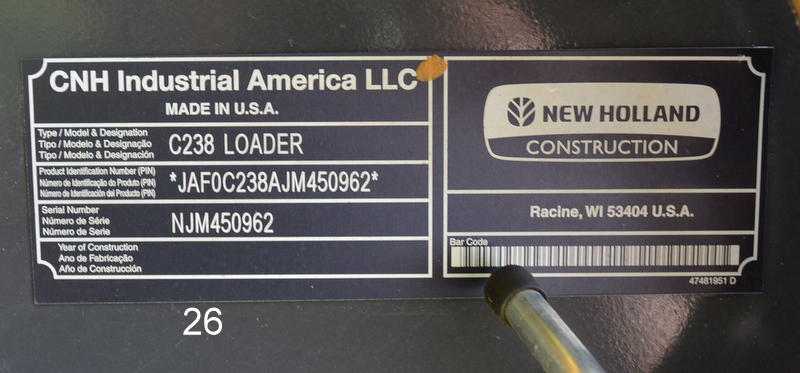 CNH Industrial America LLC
MADE IN U.S.A.
Type / Model & Designation
Tipo / Modelo & Designação
Tipo / Modelo & Designación
C238 LOADER
Product Identification Number (PIN)
Número de Identificação do Produto (PIN)
Número de Identificación del Producto (PIN)
*JAF0C238AJM450962*
Serial Number
Número de Série
Número de Serie
NJM450962
Year of Construction
Ano de Fabricação
Año de Construcción
NEW HOLLAND
CONSTRUCTION
Racine, WI 53404 U.S.A.
Bar Code
47481951 D
26